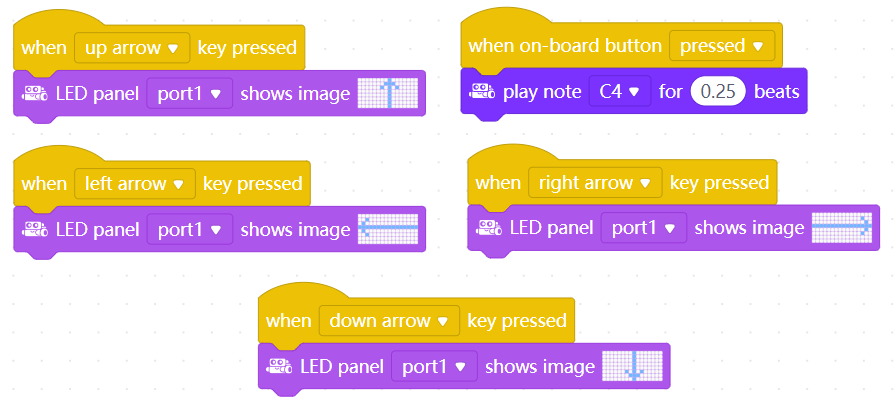 when up arrow key pressed
LED panel port1 shows image
when on-board button pressed
play note C4 for 0.25 beats
when left arrow key pressed
LED panel port1 shows image
when right arrow key pressed
LED panel port1 shows image
when down arrow key pressed
LED panel port1 shows image